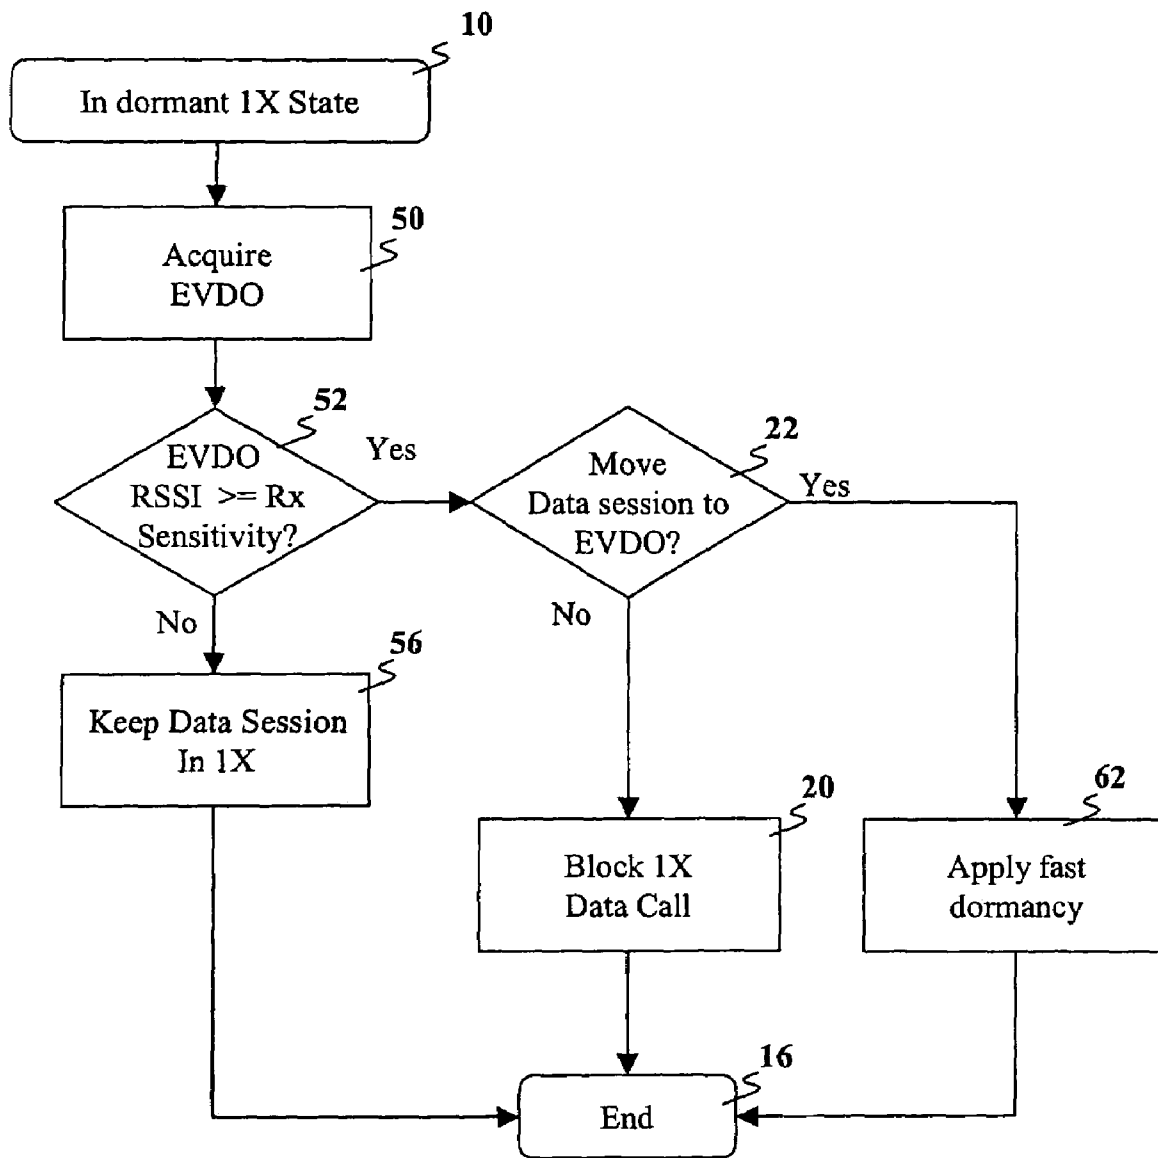 10
In dormant 1X State
50
Acquire
EVDO
52
EVDO
RSSI >= Rx
Sensitivity?
Yes
22
Move
Data session to
EVDO?
Yes
No
No
56
Keep Data Session
In 1X
20
Block 1X
Data Call
62
Apply fast
dormancy
16
End